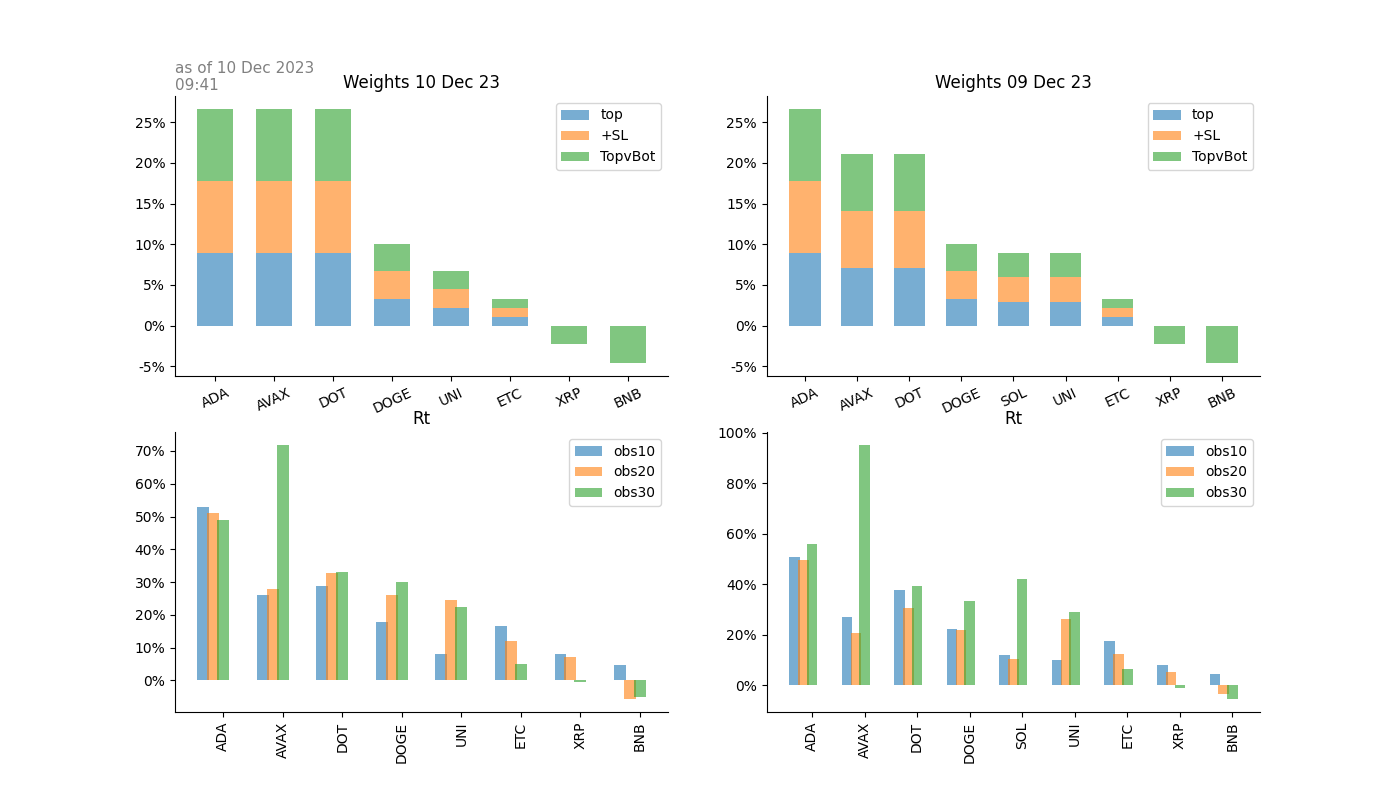 as of 10 Dec 2023
09:41
Weights 10 Dec 23
25%
20%
15%
10%
5%
0%
-5%
top
+SL
TopvBot
ADA
AVAX
DOT
DOGE
UNI
ETC
XRP
BNB
Weights 09 Dec 23
25%
20%
15%
10%
5%
0%
-5%
top
+SL
TopvBot
ADA
AVAX
DOT
DOGE
SOL
UNI
ETC
XRP
BNB
Rt
70%
60%
50%
40%
30%
20%
10%
0%
obs10
obs20
obs30
ADA
AVAX
DOT
DOGE
UNI
ETC
XRP
BNB
Rt
100%
80%
60%
40%
20%
0%
obs10
obs20
obs30
ADA
AVAX
DOT
DOGE
SOL
UNI
ETC
XRP
BNB